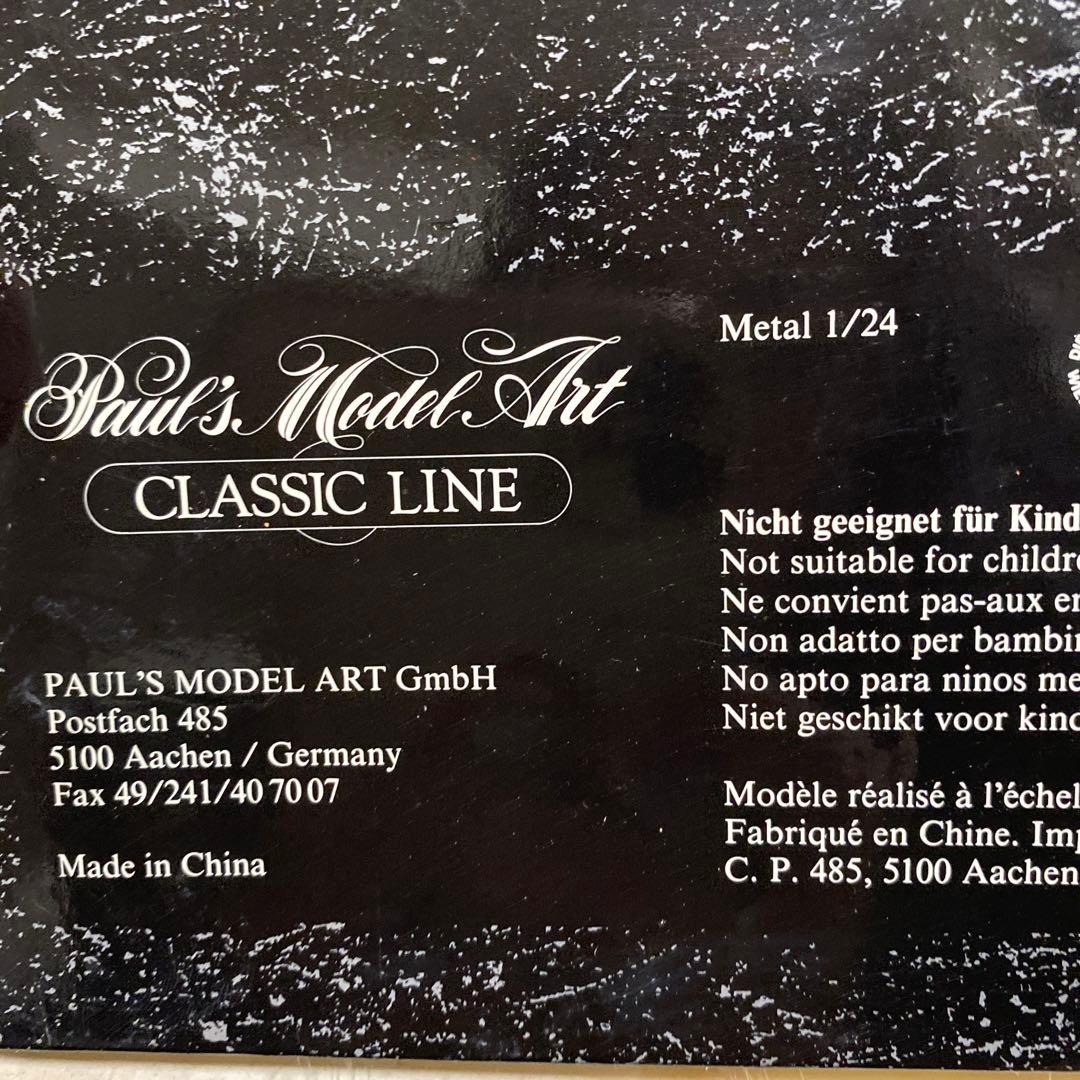 Paul's Model Art
CLASSIC LINE
PAUL'S MODEL ART GmbH
Postfach 485
5100 Aachen / Germany
Fax 49/241/40 70 07
Made in China
Metal 1/24
Nicht geeignet für Kind
Not suitable for childre
Ne convient pas-aux en
Non adatto per bambin
No apto para ninos me
Niet geschikt voor kind
Modèle réalisé à l'échel
Fabriqué en Chine. Imp
C. P. 485, 5100 Aachen